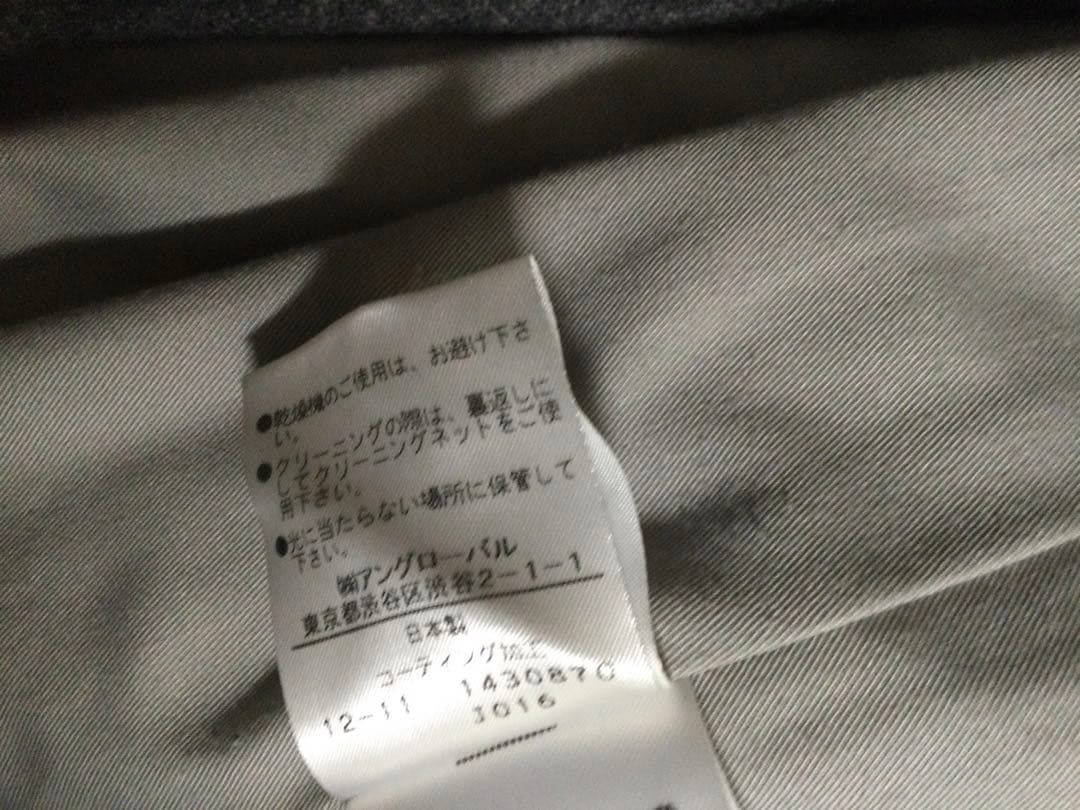 ●乾燥機のご使用は、お避け下さ
い。
●クリーニングの際は、裏返しに
してクリーニングネットをご使
用下さい。
●光に当たらない場所に保管して
下さい。
㈱アングローバル
東京都渋谷区渋谷2-1-1
日本製
コーティング加工
12-11 143087
J016